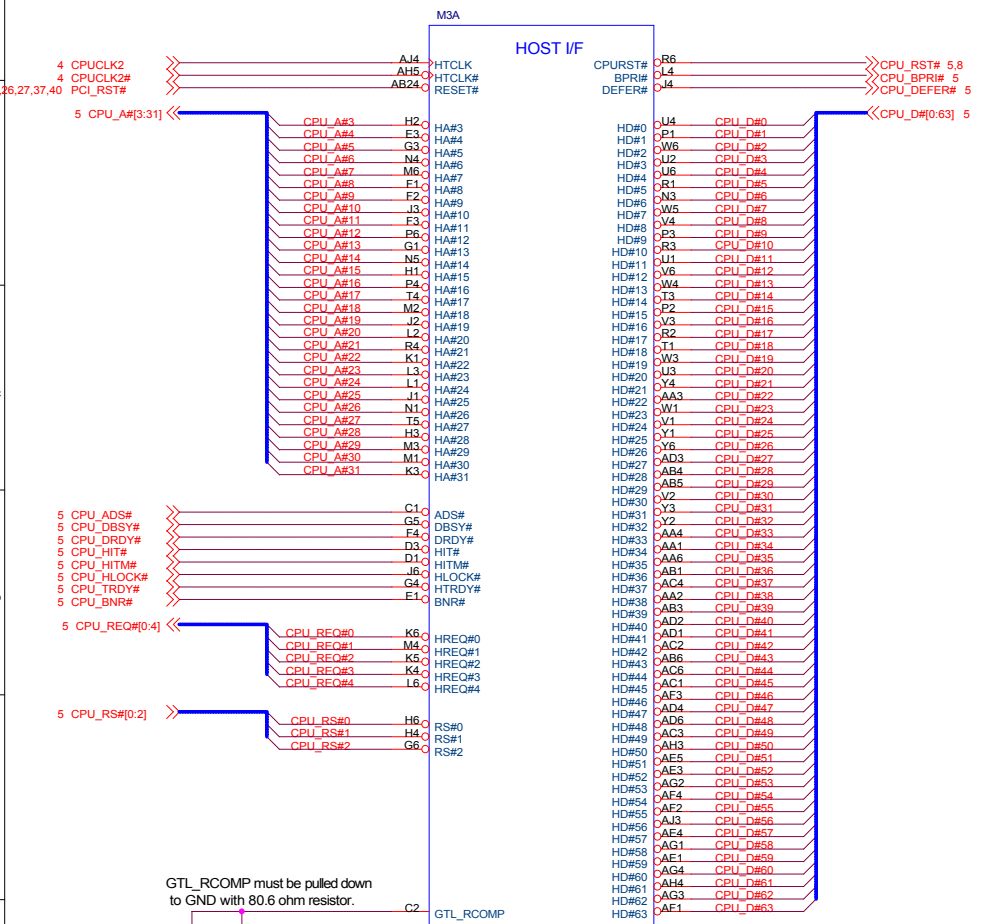 M3A
HOST I/F
4 CPUCLK2 AJ4 HTCLK
4 CPUCLK2# AH5 HTCLK#
26,27,37,40 PCI_RST# AB24 RESET#
5 CPU_A#[3:31]
CPU_A#3 H2 HA#3
CPU_A#4 E3 HA#4
CPU_A#5 G3 HA#5
CPU_A#6 N4 HA#6
CPU_A#7 M6 HA#7
CPU_A#8 F1 HA#8
CPU_A#9 F2 HA#9
CPU_A#10 J3 HA#10
CPU_A#11 F3 HA#11
CPU_A#12 P6 HA#12
CPU_A#13 G1 HA#13
CPU_A#14 N5 HA#14
CPU_A#15 H1 HA#15
CPU_A#16 P4 HA#16
CPU_A#17 T4 HA#17
CPU_A#18 M2 HA#18
CPU_A#19 J2 HA#19
CPU_A#20 L2 HA#20
CPU_A#21 R4 HA#21
CPU_A#22 K1 HA#22
CPU_A#23 L3 HA#23
CPU_A#24 L1 HA#24
CPU_A#25 J1 HA#25
CPU_A#26 N1 HA#26
CPU_A#27 T5 HA#27
CPU_A#28 H3 HA#28
CPU_A#29 M3 HA#29
CPU_A#30 M1 HA#30
CPU_A#31 K3 HA#31
5 CPU_ADS# C1 ADS#
5 CPU_DBSY# G5 DBSY#
5 CPU_DRDY# F4 DRDY#
5 CPU_HIT# D3 HIT#
5 CPU_HITM# D1 HITM#
5 CPU_HLOCK# J6 HLOCK#
5 CPU_TRDY# G4 HTRDY#
5 CPU_BNR# E1 BNR#
5 CPU_REQ#[0:4]
CPU_REQ#0 K6 HREQ#0
CPU_REQ#1 M4 HREQ#1
CPU_REQ#2 K5 HREQ#2
CPU_REQ#3 K4 HREQ#3
CPU_REQ#4 L6 HREQ#4
5 CPU_RS#[0:2]
CPU_RS#0 H6 RS#0
CPU_RS#1 H4 RS#1
CPU_RS#2 G6 RS#2
GTL_RCOMP must be pulled down
to GND with 80.6 ohm resistor.
C2 GTL_RCOMP
CPURST# R6 CPU_RST# 5,8
BPRI# L4 CPU_BPRI# 5
DEFER# J4 CPU_DEFER# 5
CPU_D#[0:63] 5
HD#0 U4 CPU_D#0
HD#1 P1 CPU_D#1
HD#2 W6 CPU_D#2
HD#3 U2 CPU_D#3
HD#4 U6 CPU_D#4
HD#5 R1 CPU_D#5
HD#6 N3 CPU_D#6
HD#7 W5 CPU_D#7
HD#8 V4 CPU_D#8
HD#9 P3 CPU_D#9
HD#10 R3 CPU_D#10
HD#11 U1 CPU_D#11
HD#12 V6 CPU_D#12
HD#13 W4 CPU_D#13
HD#14 T3 CPU_D#14
HD#15 P2 CPU_D#15
HD#16 V3 CPU_D#16
HD#17 R2 CPU_D#17
HD#18 T1 CPU_D#18
HD#19 W3 CPU_D#19
HD#20 U3 CPU_D#20
HD#21 Y4 CPU_D#21
HD#22 AA3 CPU_D#22
HD#23 W1 CPU_D#23
HD#24 V1 CPU_D#24
HD#25 Y1 CPU_D#25
HD#26 Y6 CPU_D#26
HD#27 AD3 CPU_D#27
HD#28 AB4 CPU_D#28
HD#29 AB5 CPU_D#29
HD#30 V2 CPU_D#30
HD#31 Y3 CPU_D#31
HD#32 Y2 CPU_D#32
HD#33 AA4 CPU_D#33
HD#34 AA1 CPU_D#34
HD#35 AA6 CPU_D#35
HD#36 AB1 CPU_D#36
HD#37 AC4 CPU_D#37
HD#38 AA2 CPU_D#38
HD#39 AB3 CPU_D#39
HD#40 AD2 CPU_D#40
HD#41 AD1 CPU_D#41
HD#42 AC2 CPU_D#42
HD#43 AB6 CPU_D#43
HD#44 AC6 CPU_D#44
HD#45 AC1 CPU_D#45
HD#46 AF3 CPU_D#46
HD#47 AD4 CPU_D#47
HD#48 AD6 CPU_D#48
HD#49 AC3 CPU_D#49
HD#50 AH3 CPU_D#50
HD#51 AE5 CPU_D#51
HD#52 AE3 CPU_D#52
HD#53 AG2 CPU_D#53
HD#54 AF4 CPU_D#54
HD#55 AF2 CPU_D#55
HD#56 AJ3 CPU_D#56
HD#57 AE4 CPU_D#57
HD#58 AG1 CPU_D#58
HD#59 AE1 CPU_D#59
HD#60 AG4 CPU_D#60
HD#61 AH4 CPU_D#61
HD#62 AG3 CPU_D#62
HD#63 AF1 CPU_D#63